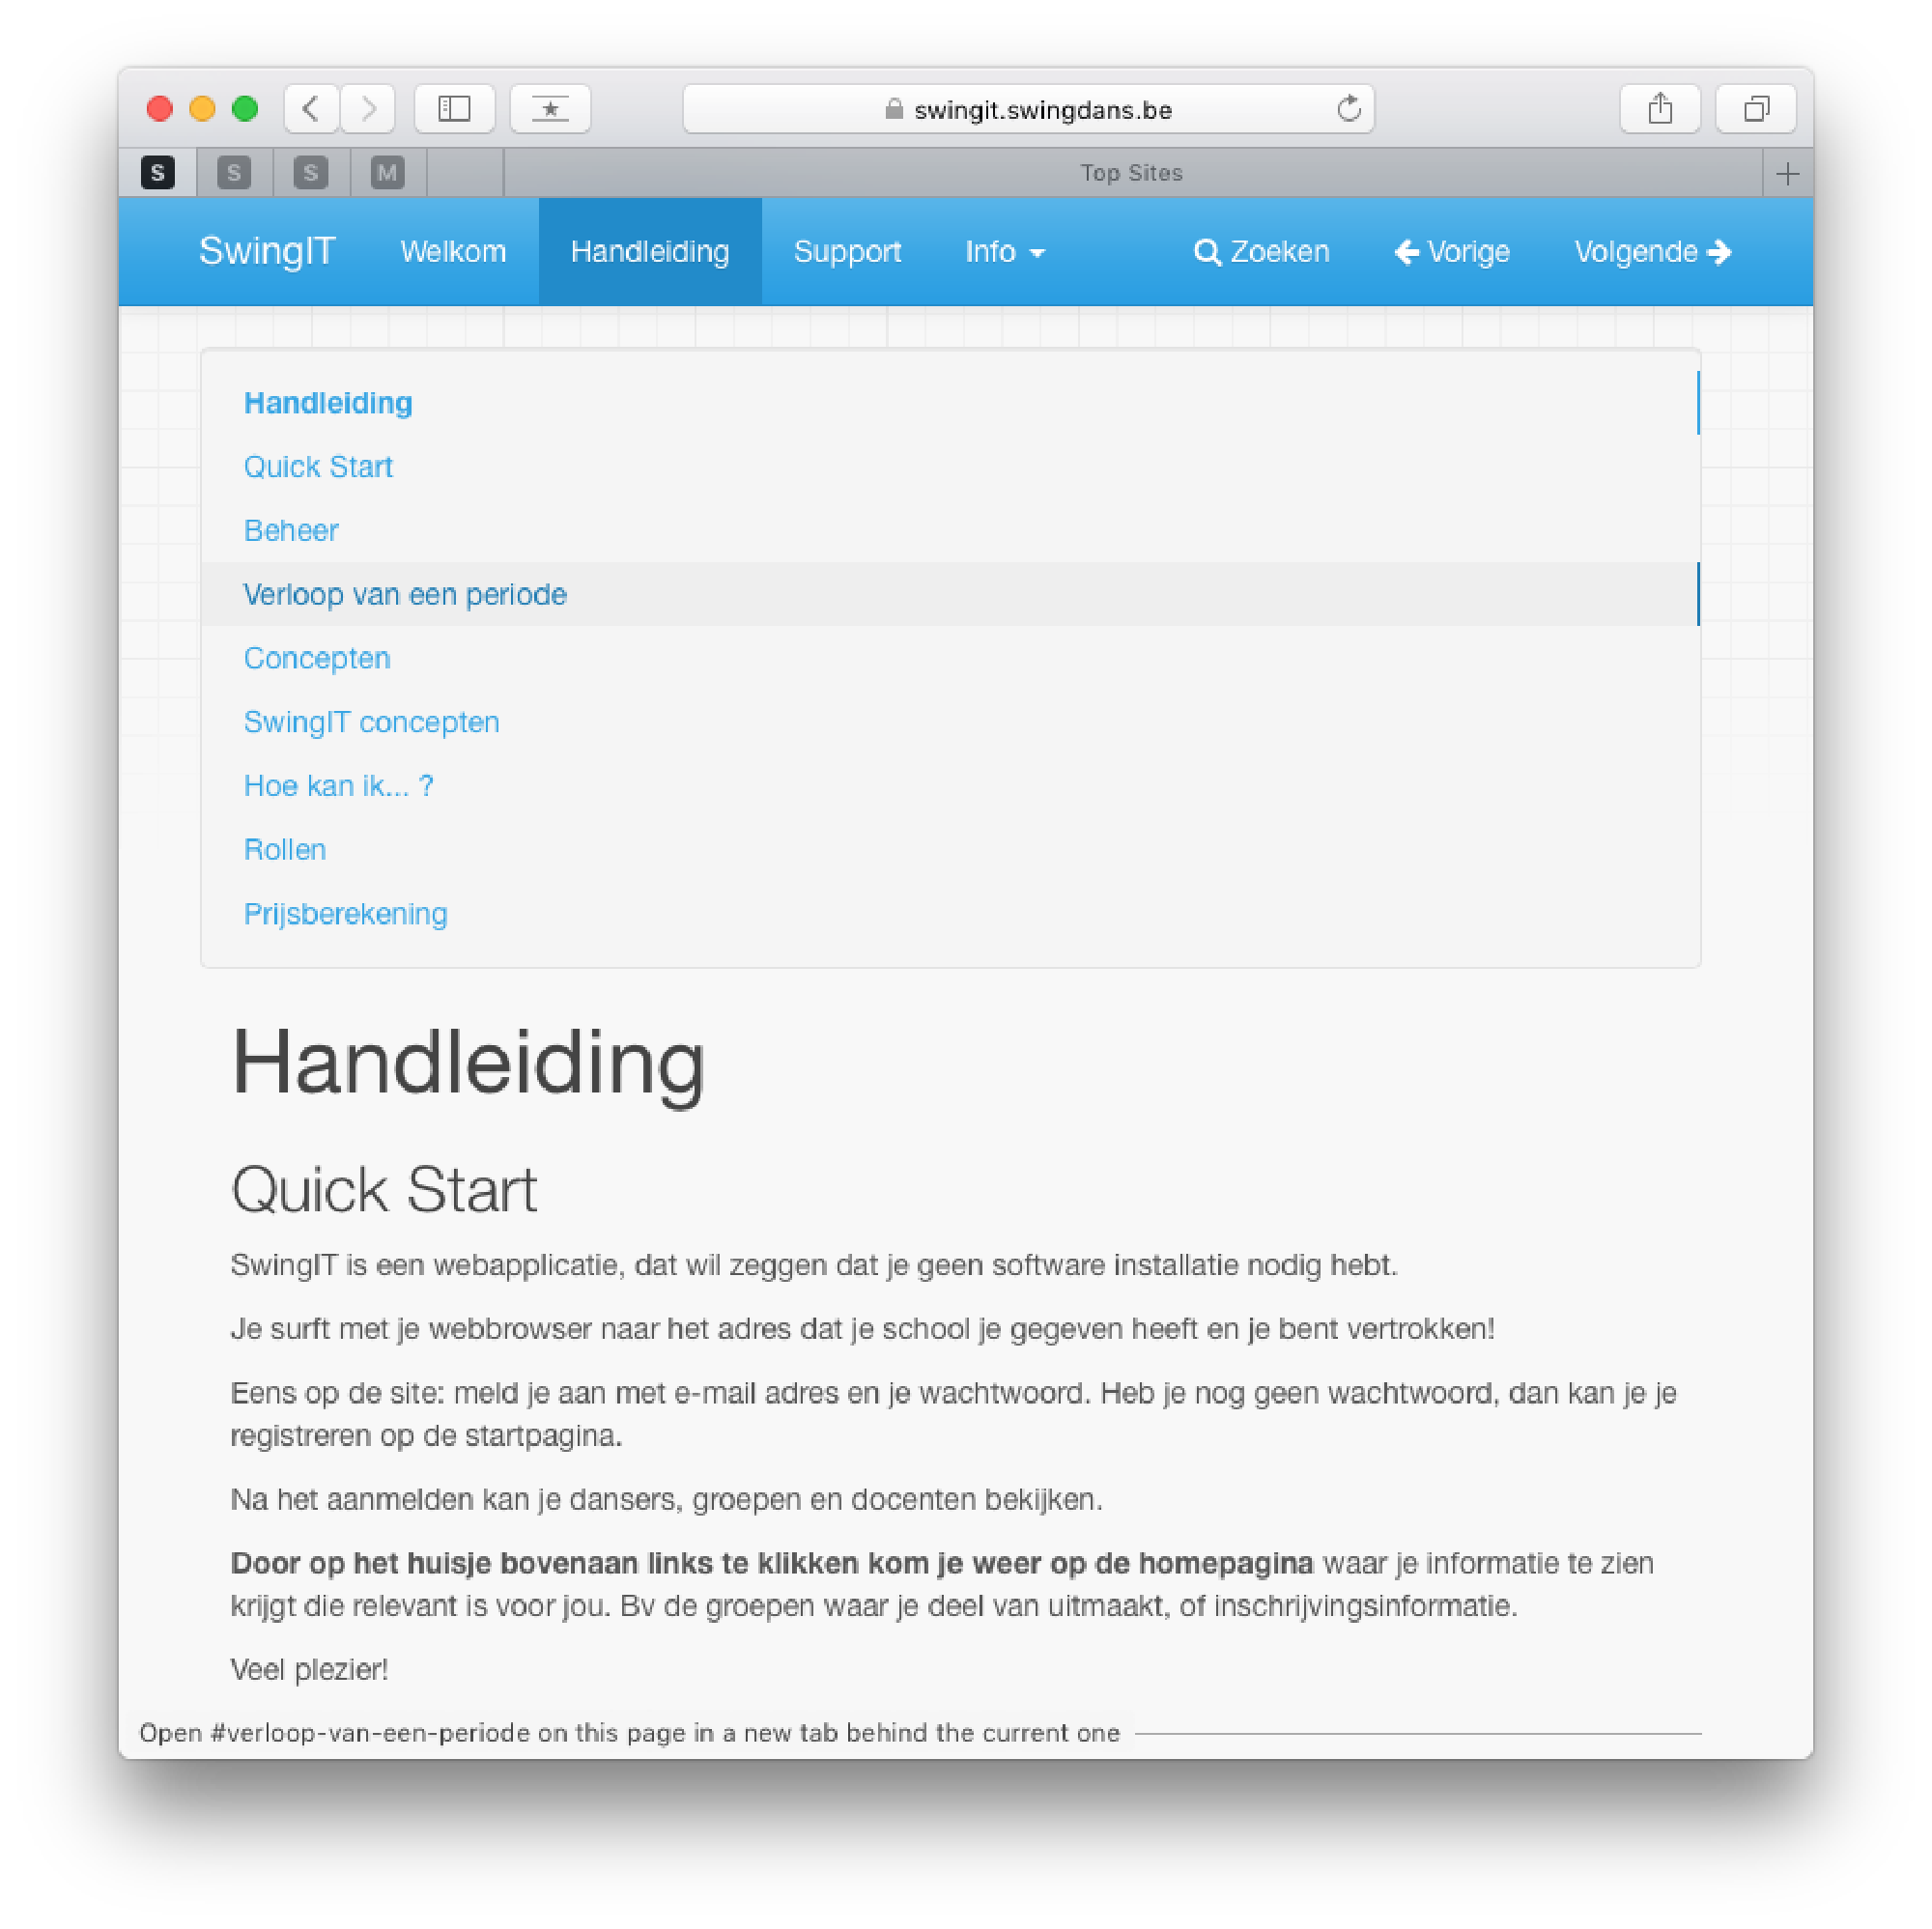 swingit.swingdans.be
S S S M Top Sites
SwingIT Welkom Handleiding Support Info Zoeken Vorige Volgende
Handleiding
Quick Start
Beheer
Verloop van een periode
Concepten
SwingIT concepten
Hoe kan ik... ?
Rollen
Prijsberekening
Handleiding
Quick Start
SwingIT is een webapplicatie, dat wil zeggen dat je geen software installatie nodig hebt.
Je surft met je webbrowser naar het adres dat je school je gegeven heeft en je bent vertrokken!
Eens op de site: meld je aan met e-mail adres en je wachtwoord. Heb je nog geen wachtwoord, dan kan je je
registreren op de startpagina.
Na het aanmelden kan je dansers, groepen en docenten bekijken.
Door op het huisje bovenaan links te klikken kom je weer op de homepagina waar je informatie te zien
krijgt die relevant is voor jou. Bv de groepen waar je deel van uitmaakt, of inschrijvingsinformatie.
Veel plezier!
Open #verloop-van-een-periode on this page in a new tab behind the current one